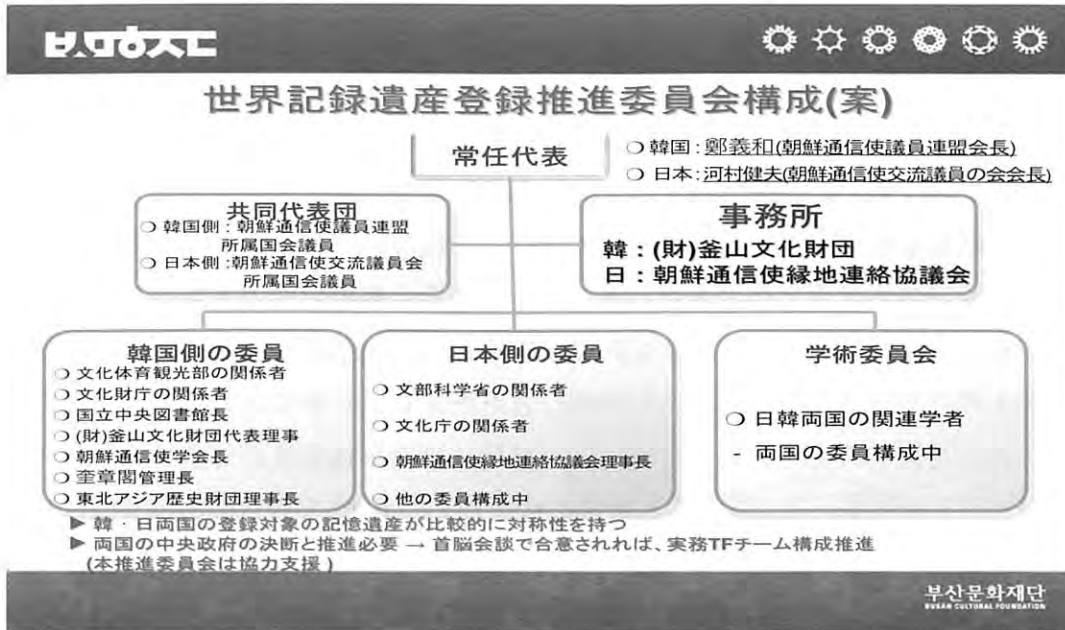 世界記録遺産登録推進委員会構成(案)
常任代表
○ 韓国 : 鄭義和(朝鮮通信使議員連盟会長)
○ 日本 : 河村健夫(朝鮮通信使交流議員の会会長)
共同代表団
○ 韓国側 : 朝鮮通信使議員連盟
所属国会議員
○ 日本側 :朝鮮通信使交流議員会
所属国会議員
事務所
韓 : (財)釜山文化財団
日 : 朝鮮通信使縁地連絡協議会
韓国側の委員
○ 文化体育観光部の関係者
○ 文化財庁の関係者
○ 国立中央図書館長
○ (財)釜山文化財団代表理事
○ 朝鮮通信使学会長
○ 奎章閣管理長
○ 東北アジア歴史財団理事長
日本側の委員
○ 文部科学省の関係者
○ 文化庁の関係者
○ 朝鮮通信使縁地連絡協議会理事長
○ 他の委員構成中
学術委員会
○ 日韓両国の関連学者
- 両国の委員構成中
▶ 韓・日両国の登録対象の記憶遺産が比較的に対称性を持つ
▶ 両国の中央政府の決断と推進必要 → 首脳会談で合意されれば、実務TFチーム構成推進
(本推進委員会は協力支援 )
부산문화재단
BUSAN CULTURAL FOUNDATION